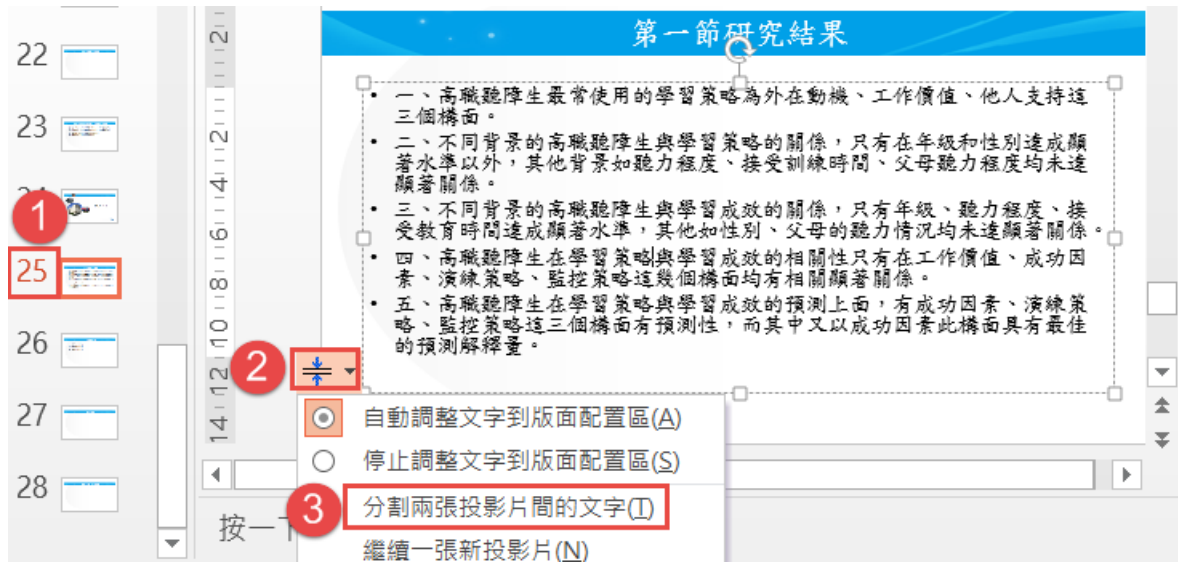 22
23
24
1
25
26
27
28
2
2
4
6
8
10
12
14
第一節研究結果
• 一、高職聽障生最常使用的學習策略為外在動機、工作價值、他人支持這
三個構面。
• 二、不同背景的高職聽障生與學習策略的關係，只有在年級和性別達成顯
著水準以外，其他背景如聽力程度、接受訓練時間、父母聽力程度均未達
顯著關係。
• 三、不同背景的高職聽障生與學習成效的關係，只有年級、聽力程度、接
受教育時間達成顯著水準，其他如性別、父母的聽力情況均未達顯著關係。
• 四、高職聽障生在學習策略與學習成效的相關性只有在工作價值、成功因
素、演練策略、監控策略這幾個構面均有相關顯著關係。
• 五、高職聽障生在學習策略與學習成效的預測上面，有成功因素、演練策
略、監控策略這三個構面有預測性，而其中又以成功因素此構面具有最佳
的預測解釋量。
2
自動調整文字到版面配置區(A)
停止調整文字到版面配置區(S)
3 分割兩張投影片間的文字(T)
繼續一張新投影片(N)
按一下